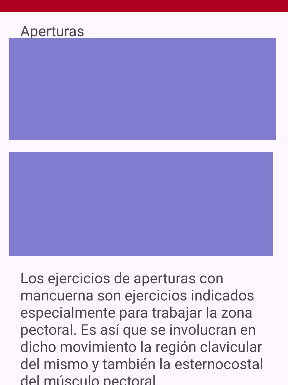 Aperturas
Los ejercicios de aperturas con
mancuerna son ejercicios indicados
especialmente para trabajar la zona
pectoral. Es así que se involucran en
dicho movimiento la región clavicular
del mismo y también la esternocostal
del músculo pectoral